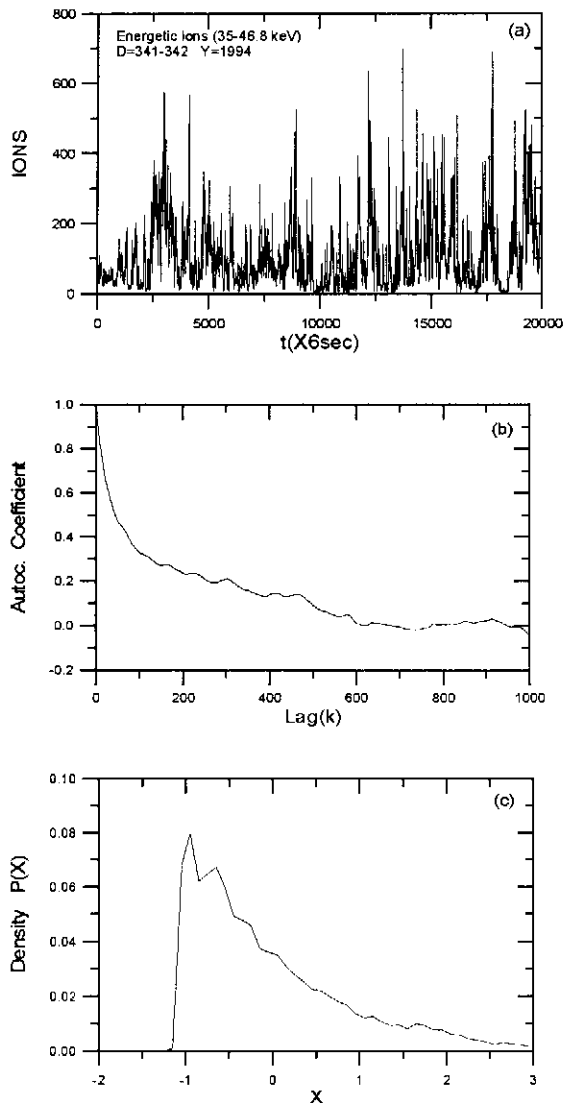 (a)
Energetic Ions (35-46.8 keV)
D=341-342 Y=1994
800
600
400
200
0
IONS
0 5000 10000 15000 20000
t(X6sec)
(b)
1.0
0.8
0.6
0.4
0.2
0.0
-0.2
Autoc. Coefficient
0 200 400 600 800 1000
Lag(k)
(c)
0.10
0.08
0.06
0.04
0.02
0.00
Density P(X)
-2 -1 0 1 2 3
X